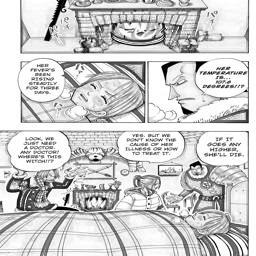 HER
FEVER'S
BEEN
RISING
STEADILY
FOR THREE
DAYS.
HER
TEMPERATURE
IS...
107.6
DEGREES!!?
LOOK, WE
JUST NEED
A DOCTOR.
ANY DOCTOR!
WHERE'S THIS
WITCH!?
YES. BUT WE
DON'T KNOW
THE CAUSE OF HER
ILLNESS OR HOW
TO TREAT IT.
IF IT GOES
ANY HIGHER,
SHE'LL DIE.